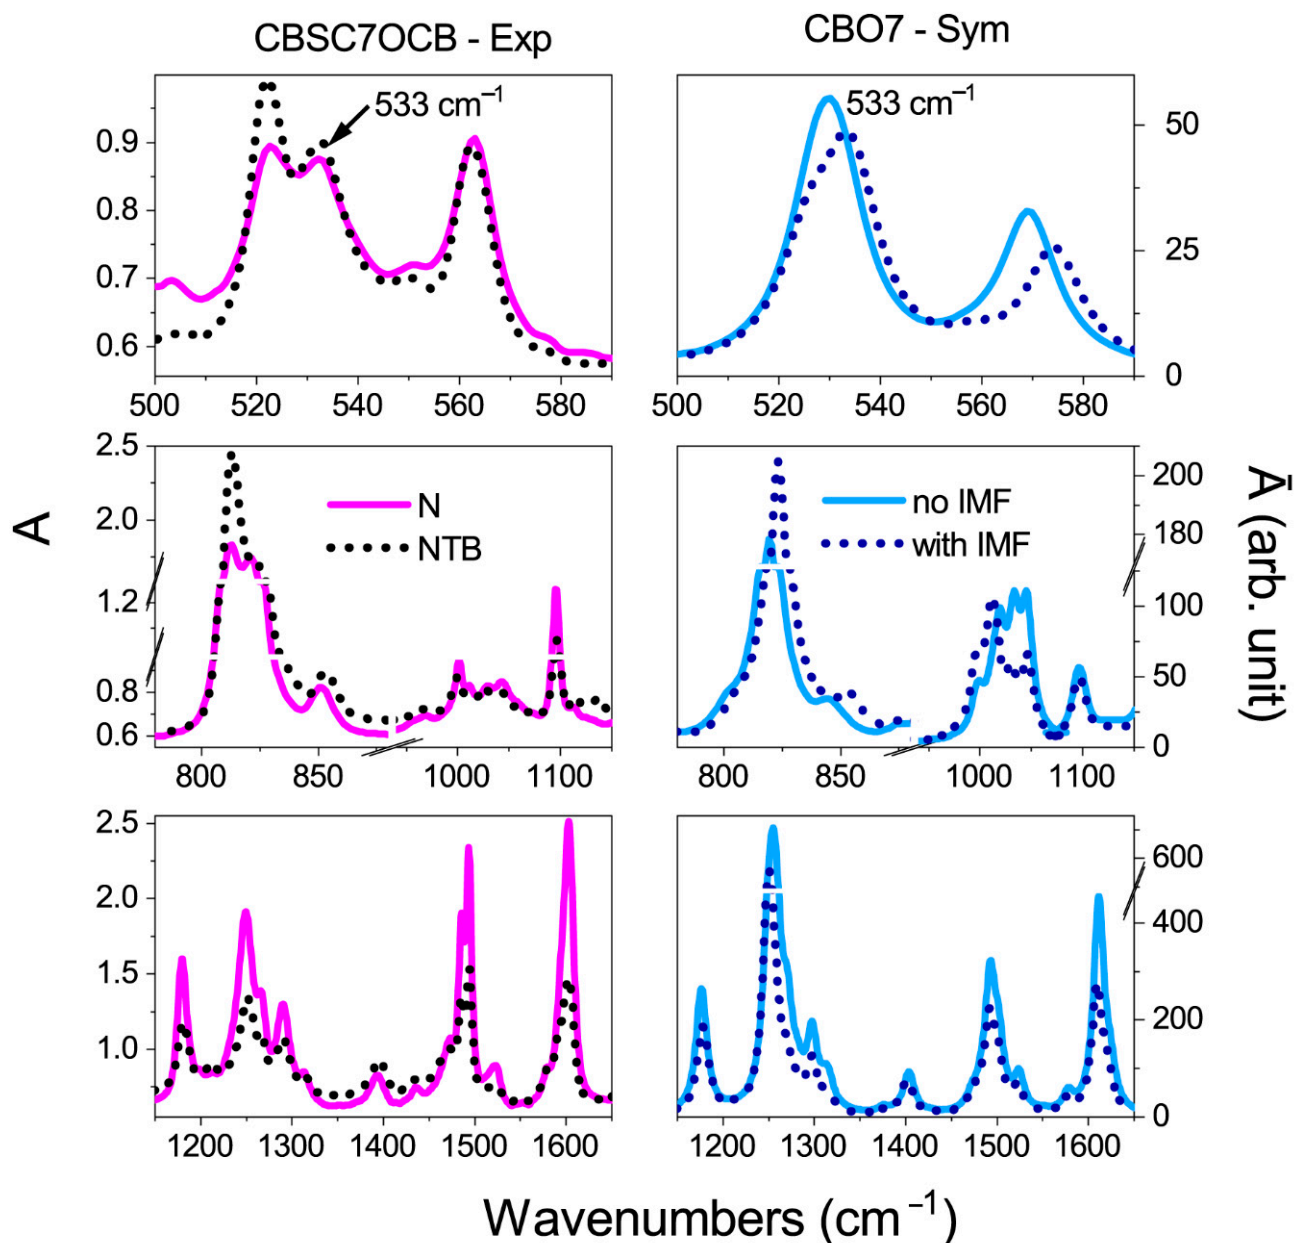 CBSC7OCB - Exp
CBO7 - Sym
533 cm⁻¹
533 cm⁻¹
0.9
0.8
0.7
0.6
50
25
0
500 520 540 560 580
500 520 540 560 580
A
2.5
2.0
1.2
0.8
0.6
N
NTB
no IMF
with IMF
200
180
100
50
0
Ā (arb. unit)
800 850 1000 1100
800 850 1000 1100
2.5
2.0
1.5
1.0
600
400
200
0
1200 1300 1400 1500 1600
1200 1300 1400 1500 1600
Wavenumbers (cm⁻¹)